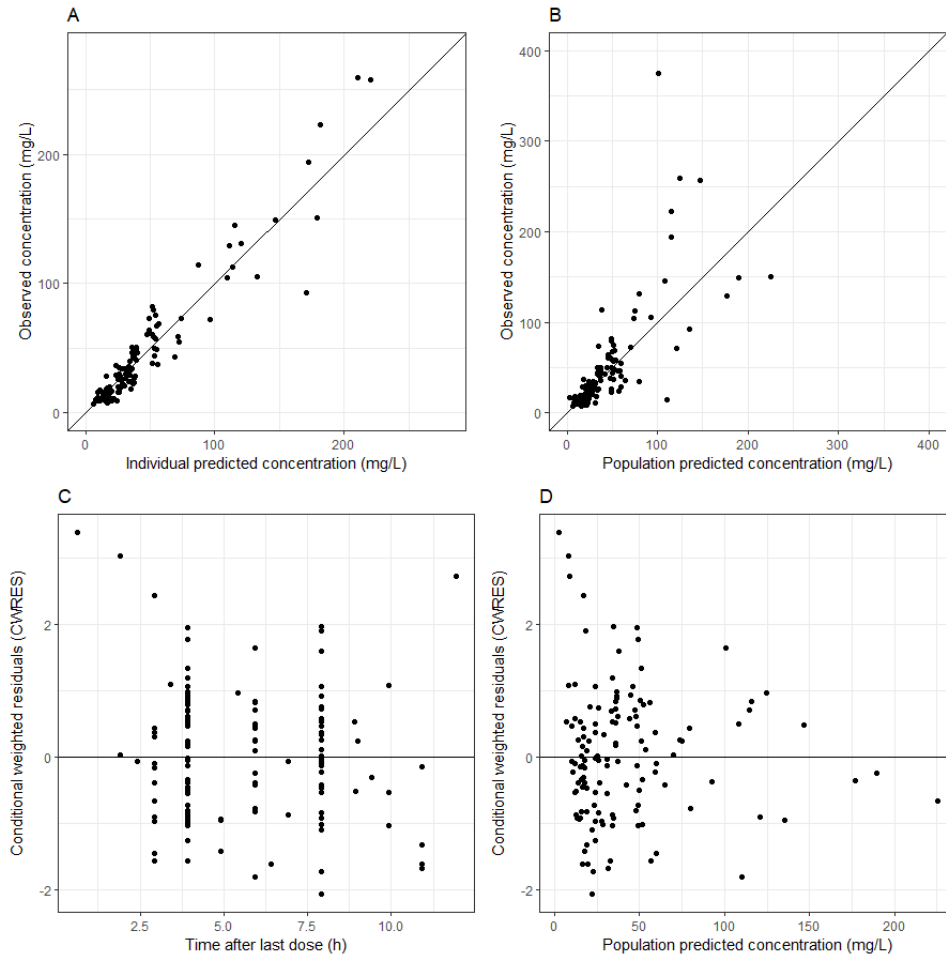 A
B
200
100
0
Observed concentration (mg/L)
0
100
200
Individual predicted concentration (mg/L)
400
300
200
100
0
Observed concentration (mg/L)
0
100
200
300
400
Population predicted concentration (mg/L)
C
D
2
0
-2
Conditional weighted residuals (CWRES)
2.5
5.0
7.5
10.0
Time after last dose (h)
2
0
-2
Conditional weighted residuals (CWRES)
0
50
100
150
200
Population predicted concentration (mg/L)